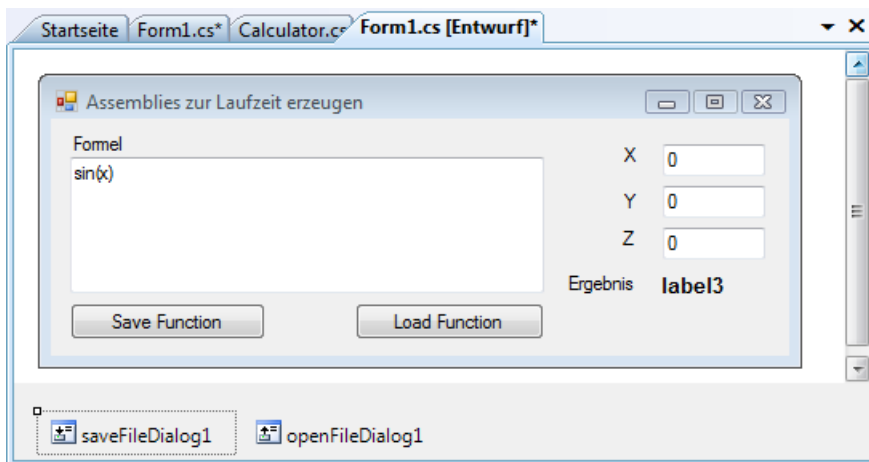 Startseite Form1.cs* Calculator.cs Form1.cs [Entwurf]*
Assemblies zur Laufzeit erzeugen
Formel
sin(x)
X 0
Y 0
Z 0
Ergebnis label3
Save Function Load Function
saveFileDialog1 openFileDialog1